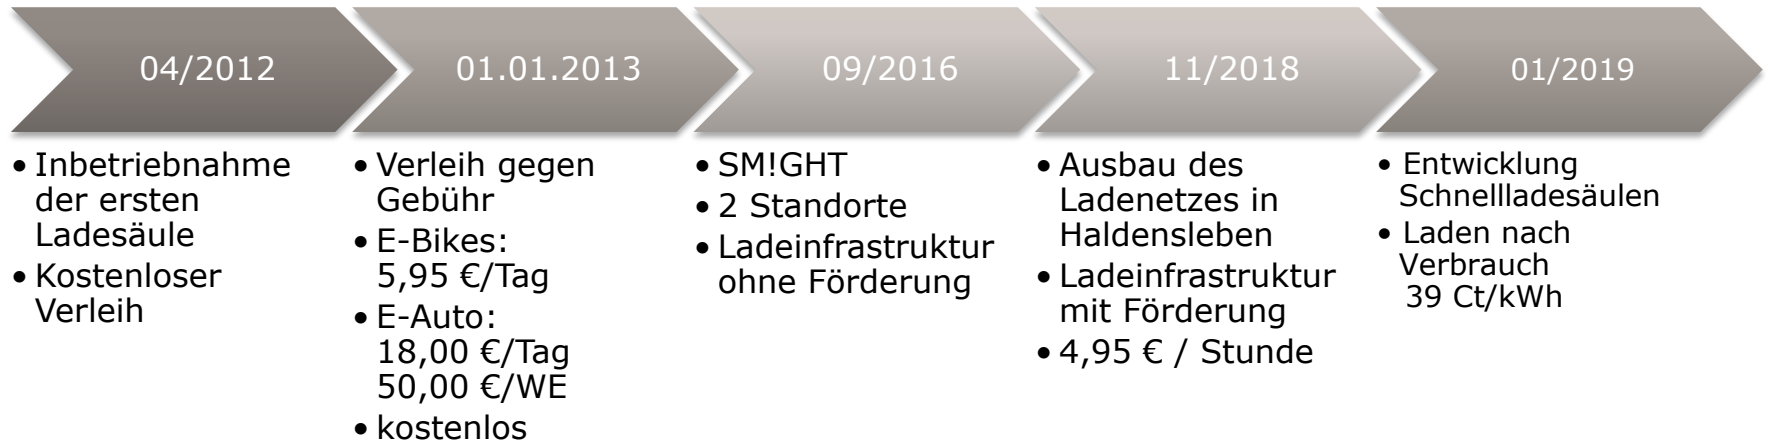 04/2012
• Inbetriebnahme
der ersten
Ladesäule
• Kostenloser
Verleih
01.01.2013
• Verleih gegen
Gebühr
• E-Bikes:
5,95 €/Tag
• E-Auto:
18,00 €/Tag
50,00 €/WE
• kostenlos
09/2016
• SM!GHT
• 2 Standorte
• Ladeinfrastruktur
ohne Förderung
11/2018
• Ausbau des
Ladenetzes in
Haldensleben
• Ladeinfrastruktur
mit Förderung
• 4,95 € / Stunde
01/2019
• Entwicklung
Schnellladesäulen
• Laden nach
Verbrauch
39 Ct/kWh